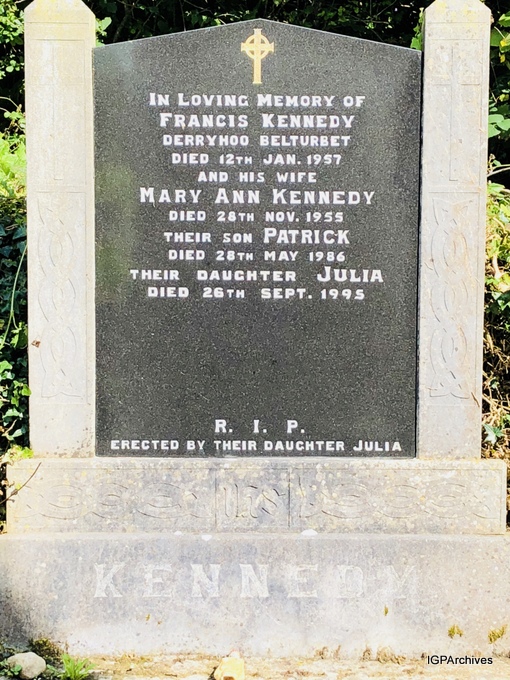 In Loving Memory of
Francis Kennedy
Derryhoo Belturbet
Died 12th Jan. 1957
and his wife
Mary Ann Kennedy
Died 28th Nov. 1955
their son Patrick
Died 28th May 1986
their daughter Julia
Died 26th Sept. 1995
R. I. P.
Erected by their daughter Julia
IHS
KENNEDY
IGPArchives